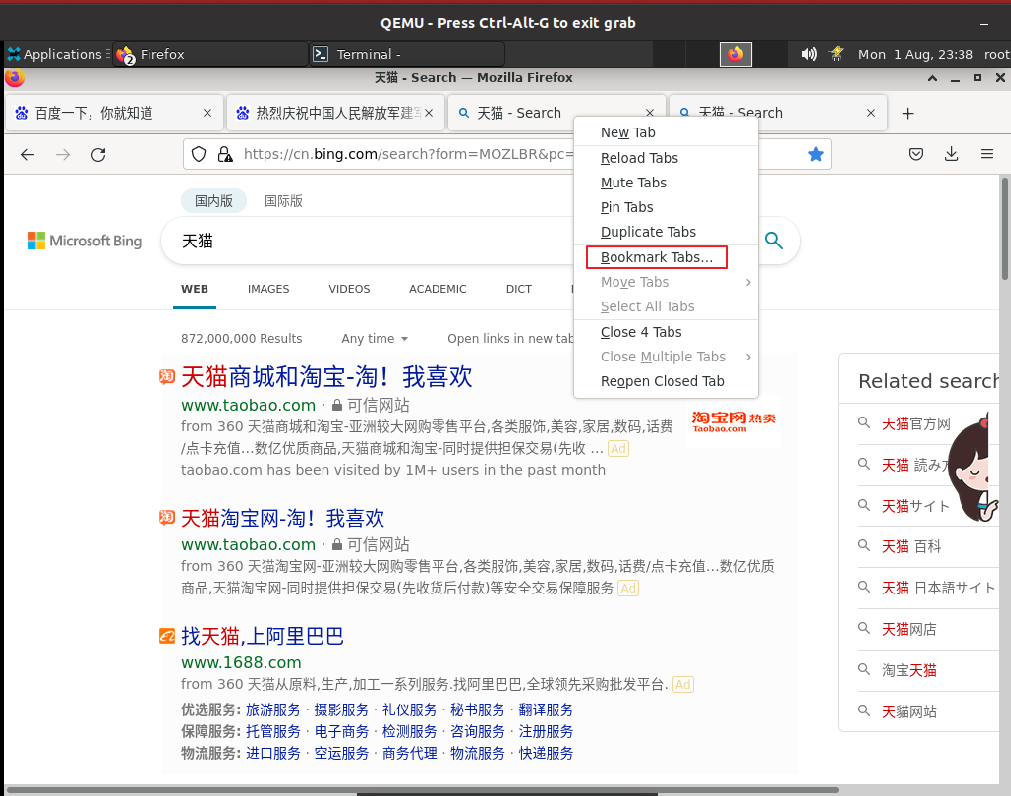 QEMU - Press Ctrl-Alt-G to exit grab
Applications
2 Firefox
Terminal -
Mon 1 Aug, 23:38 root
天猫 - Search — Mozilla Firefox
百度一下，你就知道
热烈庆祝中国人民解放军建军
天猫 - Search
天猫 - Search
https://cn.bing.com/search?form=MOZLBR&pc=
New Tab
Reload Tabs
Mute Tabs
Pin Tabs
Duplicate Tabs
Bookmark Tabs...
Move Tabs
Select All Tabs
Close 4 Tabs
Close Multiple Tabs
Reopen Closed Tab
国内版 国际版
Microsoft Bing
天猫
WEB IMAGES VIDEOS ACADEMIC DICT
872,000,000 Results Any time Open links in new tab
淘 天猫商城和淘宝-淘！我喜欢
www.taobao.com · 可信网站
from 360 天猫商城和淘宝-亚洲较大网购零售平台,各类服饰,美容,家居,数码,话费
/点卡充值...数亿优质商品,天猫商城和淘宝-同时提供担保交易(先收 ... Ad
taobao.com has been visited by 1M+ users in the past month
淘宝网 热卖
Taobao.com
淘 天猫淘宝网-淘！我喜欢
www.taobao.com · 可信网站
from 360 天猫淘宝网-亚洲较大网购零售平台,各类服饰,美容,家居,数码,话费/点卡充值...数亿优质
商品,天猫淘宝网-同时提供担保交易(先收货后付款)等安全交易保障服务 Ad
找天猫,上阿里巴巴
www.1688.com
from 360 天猫从原料,生产,加工一系列服务.找阿里巴巴,全球领先采购批发平台. Ad
优选服务: 旅游服务 · 摄影服务 · 礼仪服务 · 秘书服务 · 翻译服务
保障服务: 托管服务 · 电子商务 · 检测服务 · 咨询服务 · 注册服务
物流服务: 进口服务 · 空运服务 · 商务代理 · 物流服务 · 快递服务
Related search
天猫官方网
天猫 読み方
天猫サイト
天猫 百科
天猫 日本語サイト
天猫网店
淘宝天猫
天貓网站